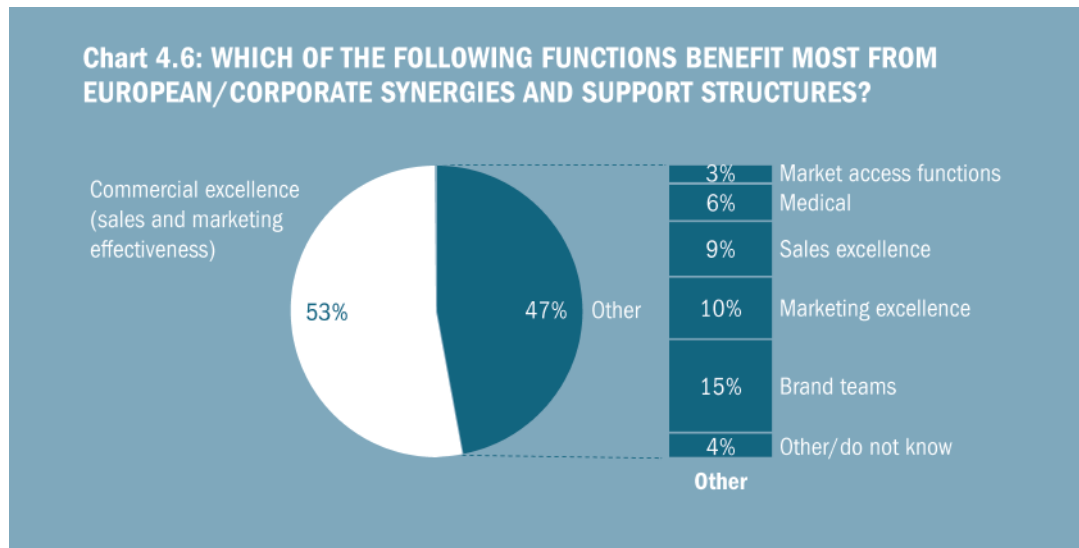 Chart 4.6: WHICH OF THE FOLLOWING FUNCTIONS BENEFIT MOST FROM
EUROPEAN/CORPORATE SYNERGIES AND SUPPORT STRUCTURES?
Commercial excellence
(sales and marketing
effectiveness)
53%
47%
Other
3%
Market access functions
6%
Medical
9%
Sales excellence
10%
Marketing excellence
15%
Brand teams
4%
Other/do not know
Other